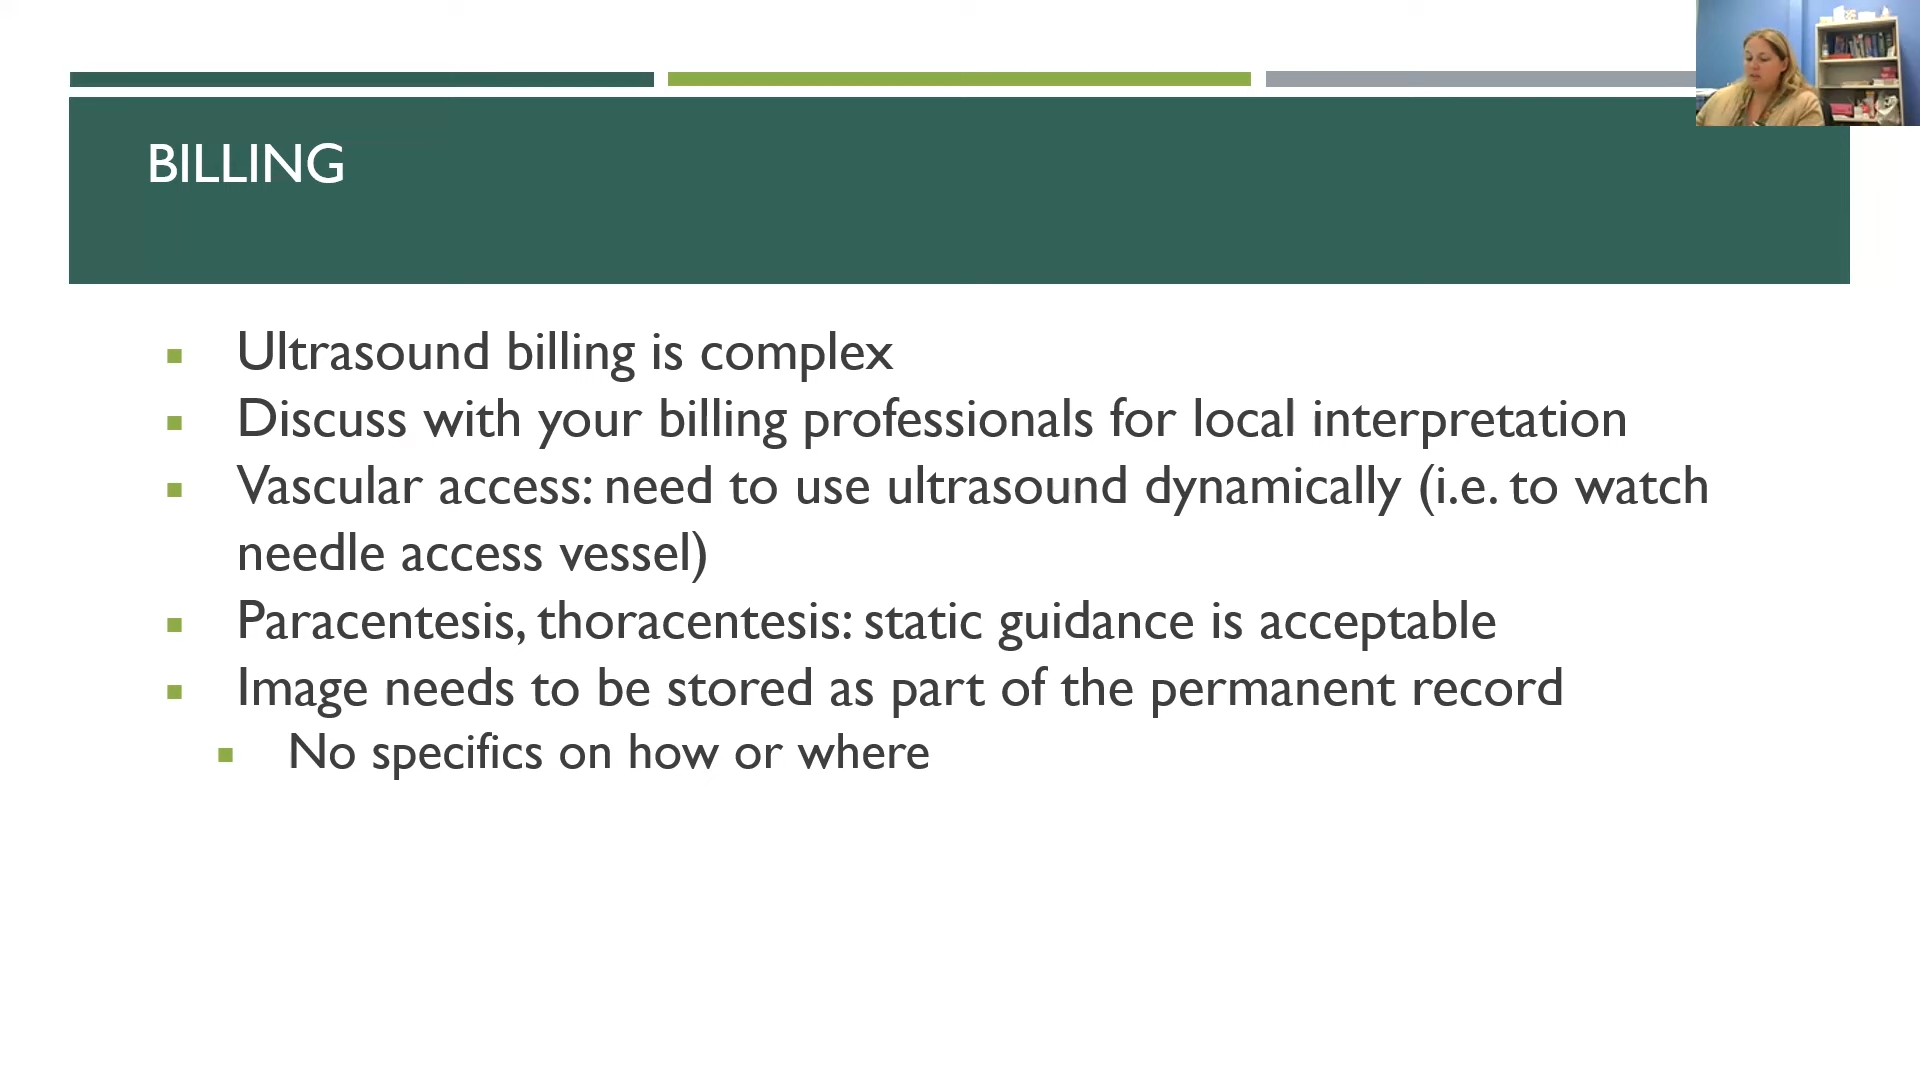 BILLING
Ultrasound billing is complex
Discuss with your billing professionals for local interpretation
Vascular access: need to use ultrasound dynamically (i.e. to watch
needle access vessel)
Paracentesis, thoracentesis: static guidance is acceptable
Image needs to be stored as part of the permanent record
No specifics on how or where